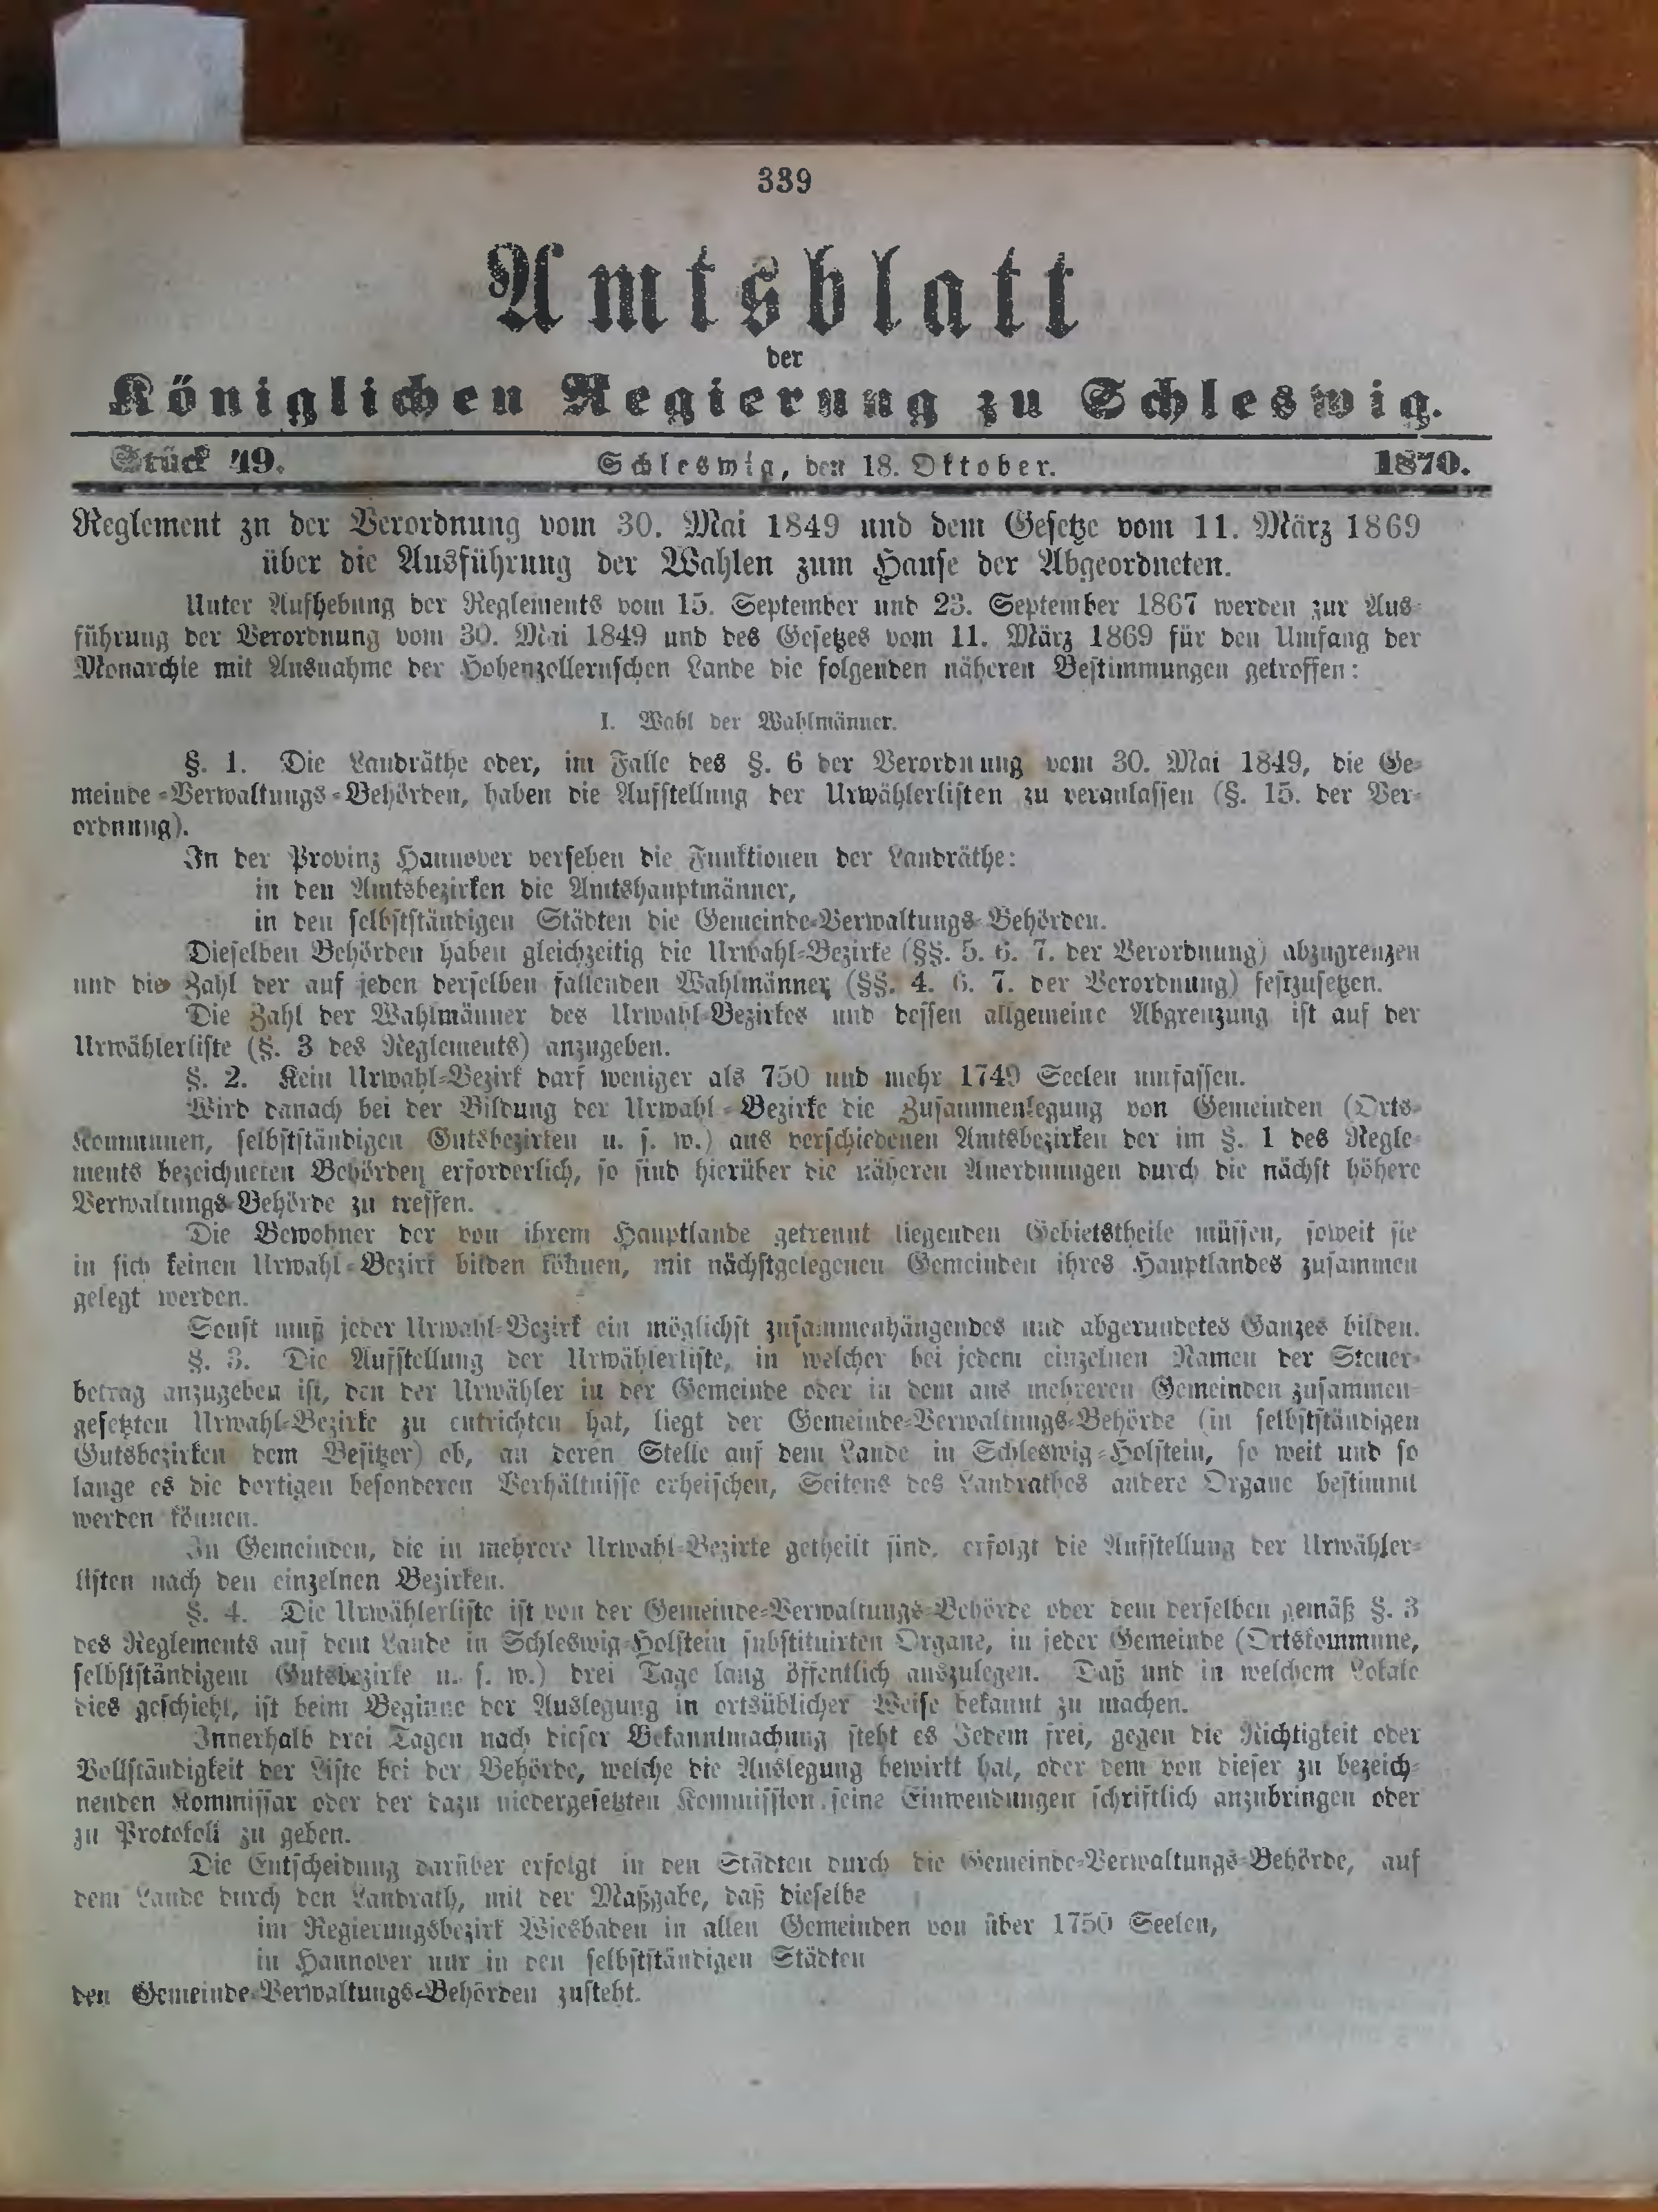 339
Amtsblatt
der
Königlichen Regierung zu Schleswig.
Stück 49. Schleswig, den 18. Oktober. 1870.
Reglement zu der Verordnung vom 30. Mai 1849 und dem Gesetze vom 11. März 1869
über die Ausführung der Wahlen zum Hause der Abgeordneten.
Unter Aufhebung der Reglements vom 15. September und 23. September 1867 werden zur Aus-
führung der Verordnung vom 30. Mai 1849 und des Gesetzes vom 11. März 1869 für den Umfang der
Monarchie mit Ausnahme der Hohenzollernschen Lande die folgenden näheren Bestimmungen getroffen:
I. Wahl der Wahlmänner.
§. 1. Die Landräthe oder, im Falle des §. 6 der Verordnung vom 30. Mai 1849, die Ge-
meinde-Verwaltungs-Behörden, haben die Aufstellung der Urwählerlisten zu veranlassen (§. 15. der Ver-
ordnung).
In der Provinz Hannover versehen die Funktionen der Landräthe:
in den Amtsbezirken die Amtshauptmänner,
in den selbstständigen Städten die Gemeinde-Verwaltungs-Behörden.
Dieselben Behörden haben gleichzeitig die Urwahl-Bezirke (§§. 5. 6. 7. der Verordnung) abzugrenzen
und die Zahl der auf jeden derselben fallenden Wahlmänner (§§. 4. 6. 7. der Verordnung) festzusetzen.
Die Zahl der Wahlmänner des Urwahl-Bezirkes und dessen allgemeine Abgrenzung ist auf der
Urwählerliste (§. 3 des Reglements) anzugeben.
§. 2. Kein Urwahl-Bezirk darf weniger als 750 und mehr 1749 Seelen umfassen.
Wird danach bei der Bildung der Urwahl-Bezirke die Zusammenlegung von Gemeinden (Orts-
Kommunen, selbstständigen Gutsbezirken u. s. w.) aus verschiedenen Amtsbezirken der im §. 1 des Regle-
ments bezeichneten Behörden erforderlich, so sind hierüber die näheren Anordnungen durch die nächst höhere
Verwaltungs-Behörde zu treffen.
Die Bewohner der von ihrem Hauptlande getrennt liegenden Gebietstheile müssen, soweit sie
in sich keinen Urwahl-Bezirk bilden können, mit nächstgelegenen Gemeinden ihres Hauptlandes zusammen
gelegt werden.
Sonst muß jeder Urwahl-Bezirk ein möglichst zusammenhängendes und abgerundetes Ganzes bilden.
§. 3. Die Aufstellung der Urwählerliste, in welcher bei jedem einzelnen Namen der Steuer-
betrag anzugeben ist, den der Urwähler in der Gemeinde oder in dem aus mehreren Gemeinden zusammen-
gesetzten Urwahl-Bezirke zu entrichten hat, liegt der Gemeinde-Verwaltungs-Behörde (in selbstständigen
Gutsbezirken dem Besitzer) ob, an deren Stelle auf dem Lande in Schleswig-Holstein, so weit und so
lange es die dortigen besonderen Verhältnisse erheischen, Seitens des Landrathes andere Organe bestimmt
werden können.
In Gemeinden, die in mehrere Urwahl-Bezirke getheilt sind, erfolgt die Aufstellung der Urwähler-
listen nach den einzelnen Bezirken.
§. 4. Die Urwählerliste ist von der Gemeinde-Verwaltungs-Behörde oder dem derselben gemäß §. 3
des Reglements auf dem Lande in Schleswig-Holstein substituirten Organe, in jeder Gemeinde (Ortskommune,
selbstständigem Gutsbezirke u. s. w.) drei Tage lang öffentlich auszulegen. Daß und in welchem Lokale
dies geschieht, ist beim Beginne der Auslegung in ortsüblicher Weise bekannt zu machen.
Innerhalb drei Tagen nach dieser Bekanntmachung steht es Jedem frei, gegen die Richtigkeit oder
Vollständigkeit der Liste bei der Behörde, welche die Auslegung bewirkt hat, oder dem von dieser zu bezeich-
nenden Kommissar oder der dazu niedergesetzten Kommission seine Einwendungen schriftlich anzubringen oder
zu Protokoll zu geben.
Die Entscheidung darüber erfolgt in den Städten durch die Gemeinde-Verwaltungs-Behörde, auf
dem Lande durch den Landrath, mit der Maßgabe, daß dieselbe
im Regierungsbezirk Wiesbaden in allen Gemeinden von über 1750 Seelen,
in Hannover nur in den selbstständigen Städten
den Gemeinde-Verwaltungs-Behörden zusteht.